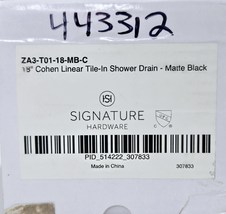 443312
ZA3-T01-18-MB-C
18" Cohen Linear Tile-In Shower Drain - Matte Black
SIGNATURE
HARDWARE
PID_514222_307833
Made in China 307833